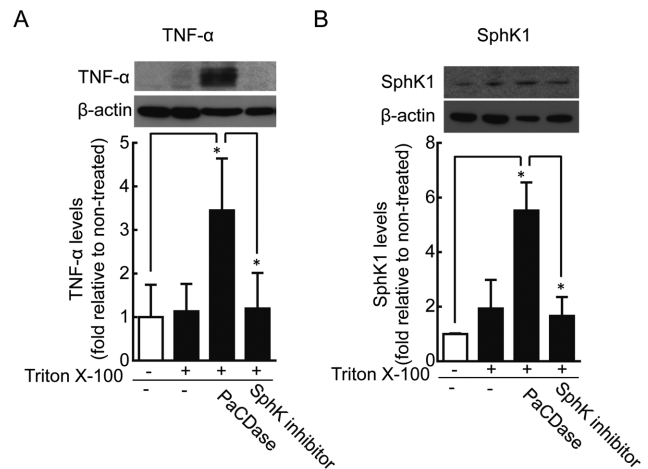 A
B
TNF-α
SphK1
TNF-α
β-actin
TNF-α levels
(fold relative to non-treated)
5
4
3
2
1
0
*
*
Triton X-100
- + + +
- - PaCDase SphK inhibitor
SphK1
β-actin
SphK1 levels
(fold relative to non-treated)
8
6
4
2
0
*
*
Triton X-100
- + + +
- - PaCDase SphK inhibitor